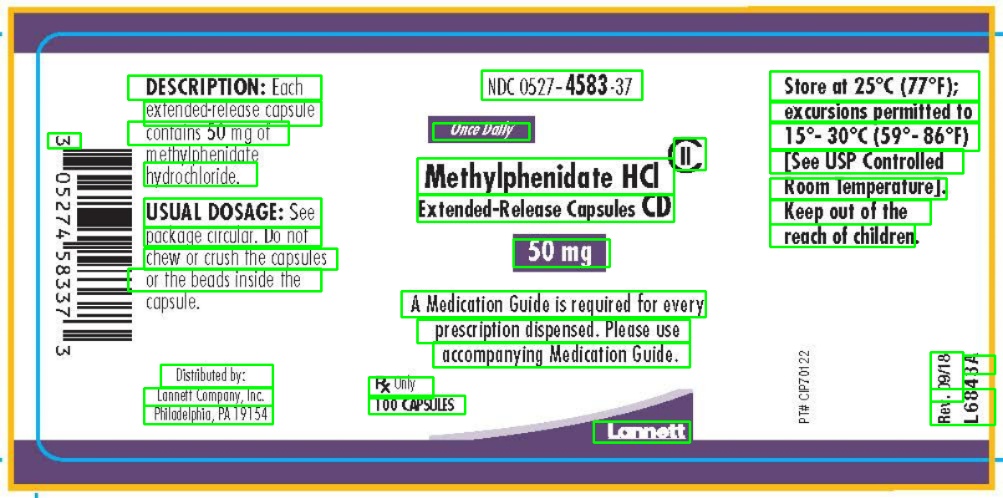 DESCRIPTION: Each
extended-release capsule
contains 50 mg of
methylphenidate
hydrochloride.
USUAL DOSAGE: See
package circular. Do not
chew or crush the capsules
or the beads inside the
capsule.
3 05274 58337 3
Distributed by:
Lannett Company, Inc.
Philadelphia, PA 19154
NDC 0527-4583-37
Once Daily
CII
Methylphenidate HCl
Extended-Release Capsules CD
50 mg
A Medication Guide is required for every
prescription dispensed. Please use
accompanying Medication Guide.
Rx Only
100 CAPSULES
Lannett
Store at 25°C (77°F);
excursions permitted to
15°-30°C (59°-86°F)
[See USP Controlled
Room Temperature].
Keep out of the
reach of children.
PT# CIP70122
Rev. 09/18
L6843A